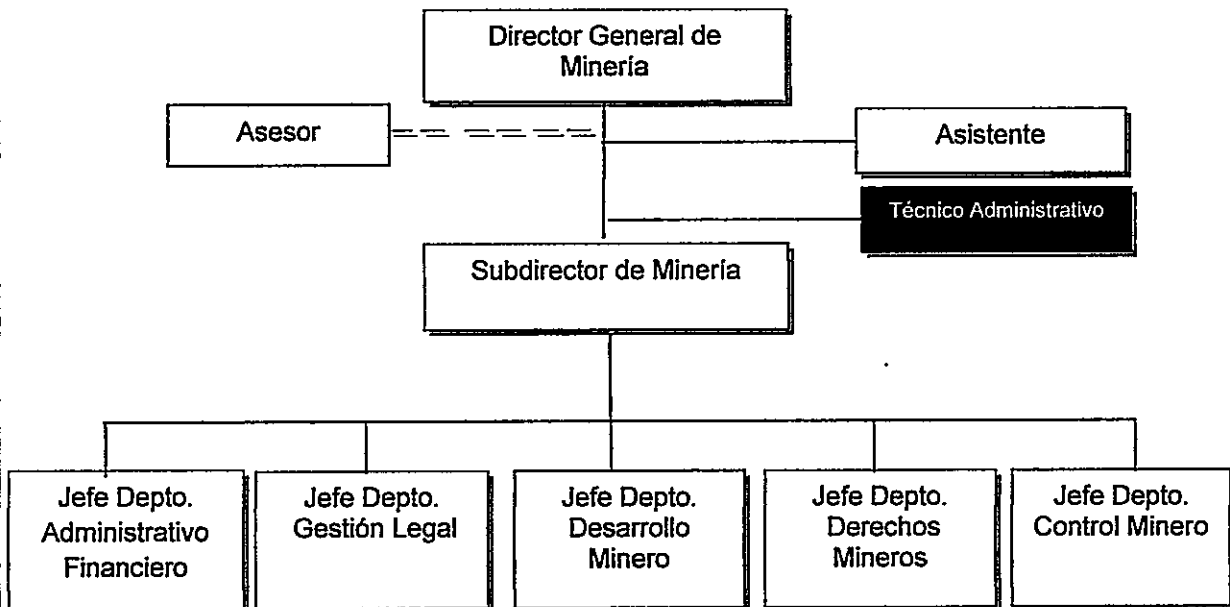 Director General de
Minería
Asesor
Asistente
Técnico Administrativo
Subdirector de Minería
Jefe Depto.
Administrativo
Financiero
Jefe Depto.
Gestión Legal
Jefe Depto.
Desarrollo
Minero
Jefe Depto.
Derechos
Mineros
Jefe Depto.
Control Minero